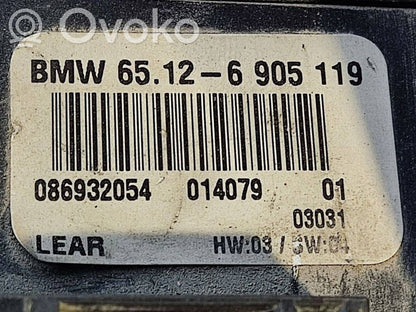 Ovoko
BMW 65.12-6 905 119
086932054 014079 01
03031
LEAR HW:03 / SW:04